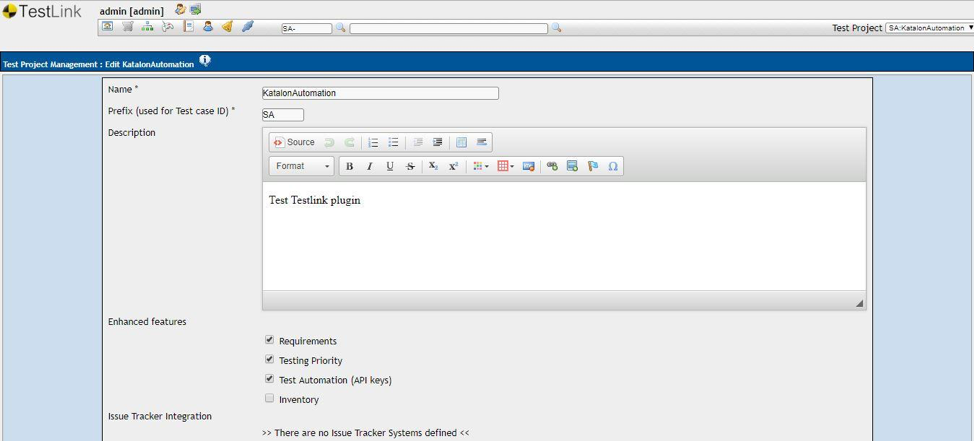 TestLink
admin [admin]
SA-
Test Project
SA:KatalonAutomation
Test Project Management : Edit KatalonAutomation
Name *
KatalonAutomation
Prefix (used for Test case ID) *
SA
Description
Source
Format
B I U S x₂ x² Ω
Test Testlink plugin
Enhanced features
Requirements
Testing Priority
Test Automation (API keys)
Inventory
Issue Tracker Integration
>> There are no Issue Tracker Systems defined <<